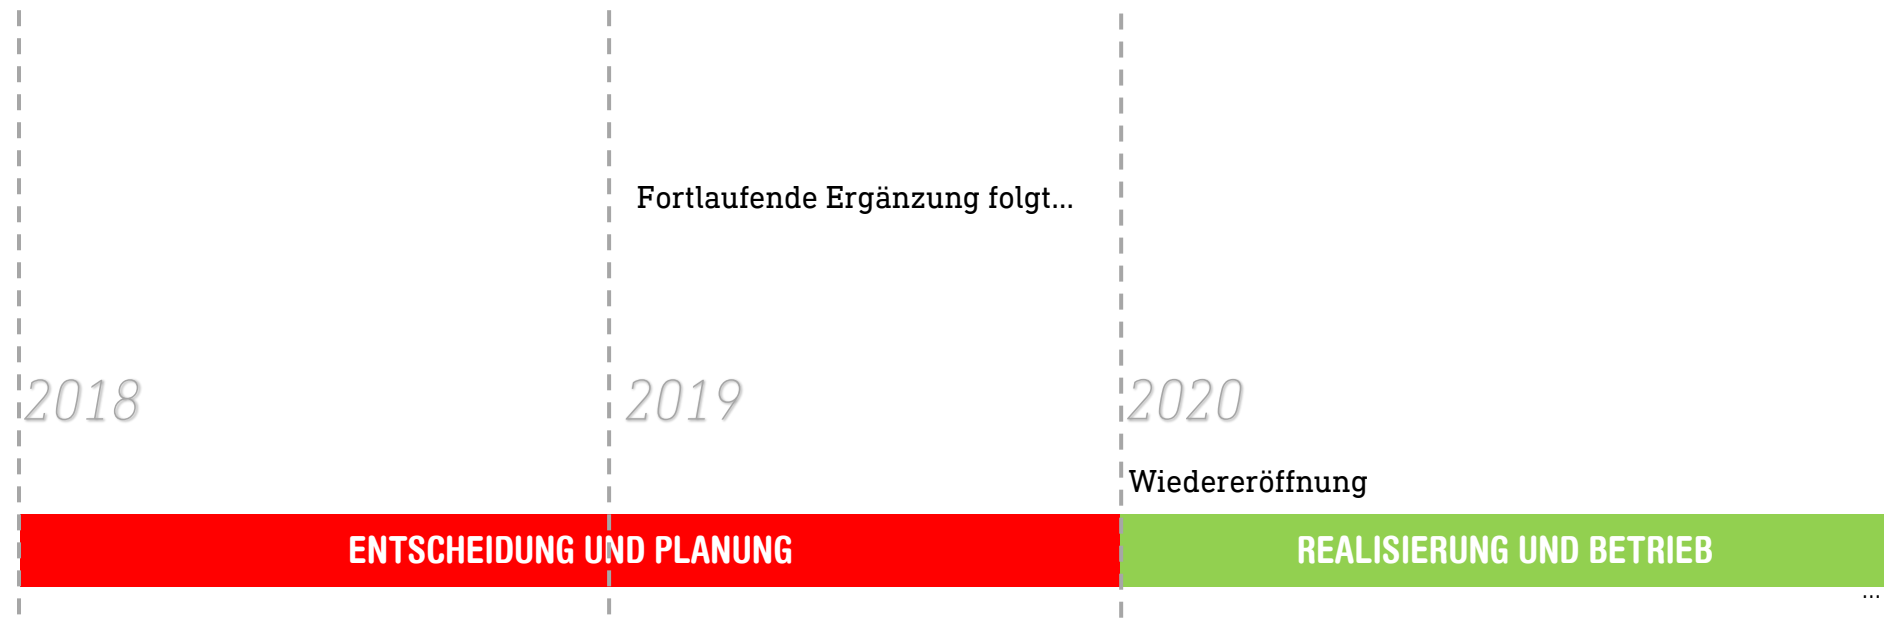 Fortlaufende Ergänzung folgt...
2018
2019
2020
Wiedereröffnung
ENTSCHEIDUNG UND PLANUNG
REALISIERUNG UND BETRIEB
...